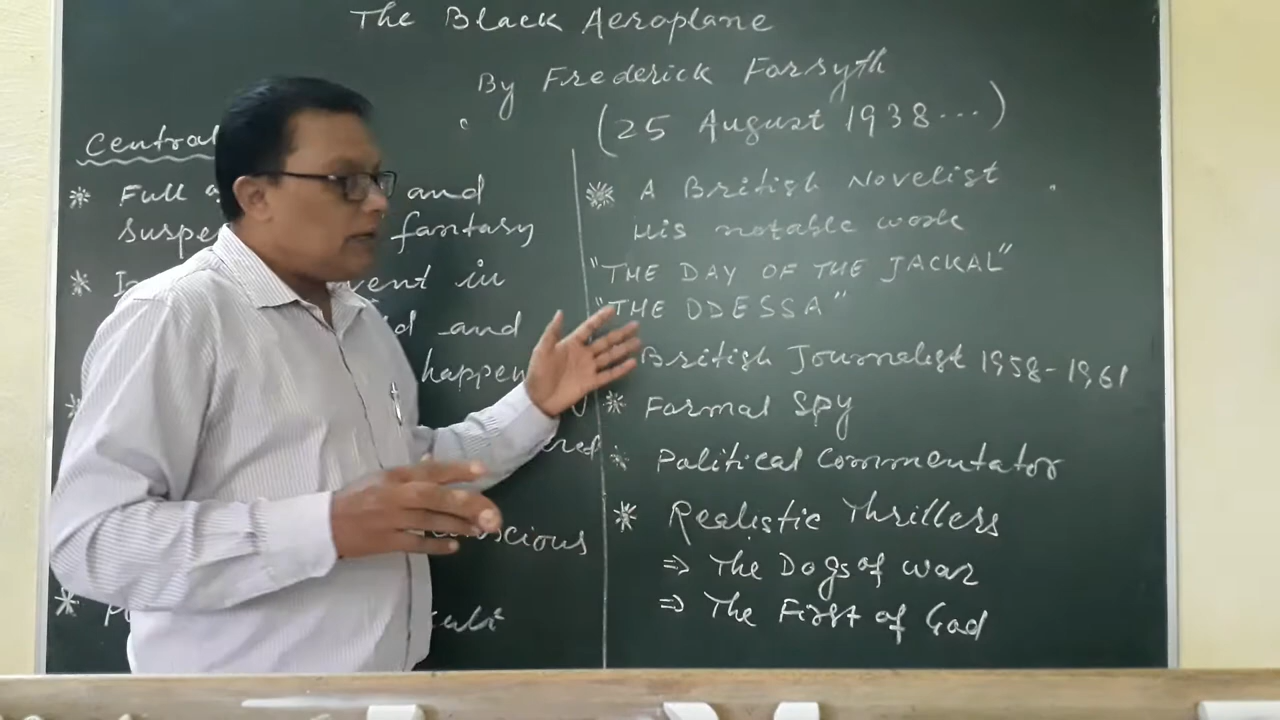 The Black Aeroplane
By Frederick Forsyth
(25 August 1938...)
Central
* Full and
suspe fantasy
* I vent in
d and
happen
red
scious
* P
* A British Novelist
His notable work
"THE DAY OF THE JACKAL"
"THE ODESSA"
British Journalist 1958-1961
* Formal Spy
* Political Commentator
* Realistic Thrillers
⇒ The Dogs of War
⇒ The First of God